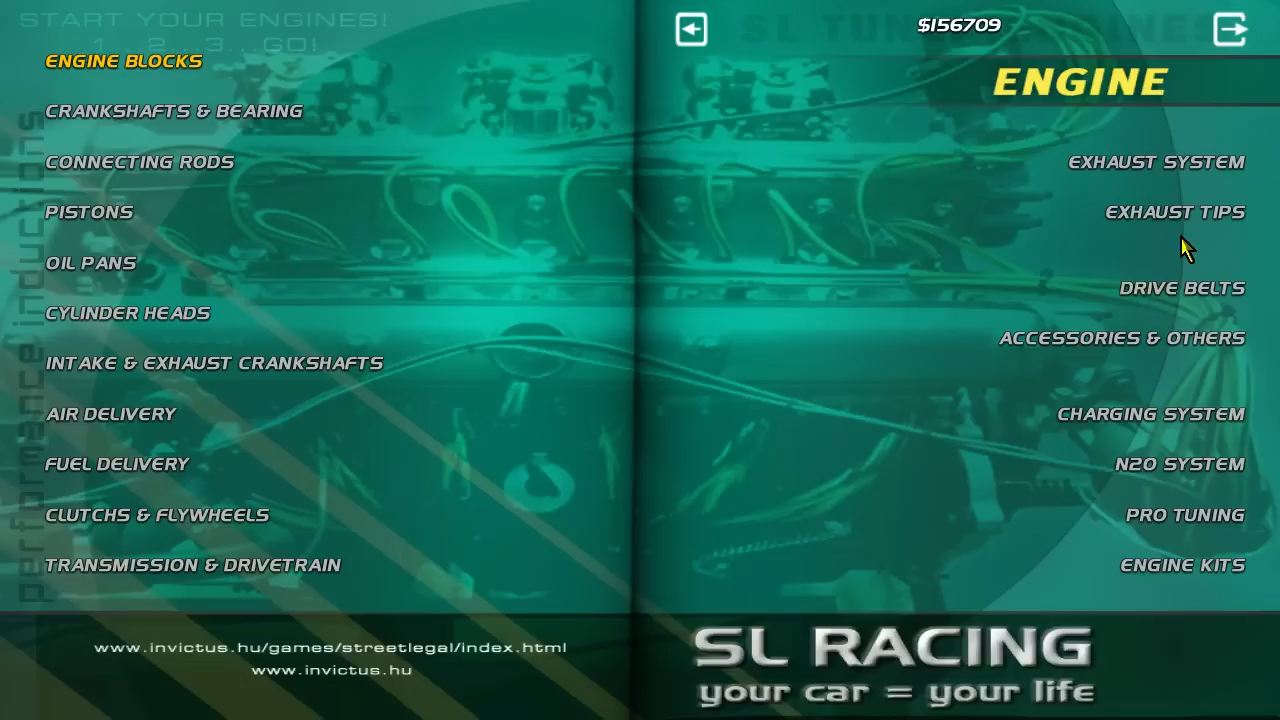 START YOUR ENGINES!
1...2...3...GO!
ENGINE BLOCKS
CRANKSHAFTS & BEARING
CONNECTING RODS
PISTONS
OIL PANS
CYLINDER HEADS
INTAKE & EXHAUST CRANKSHAFTS
AIR DELIVERY
FUEL DELIVERY
CLUTCHS & FLYWHEELS
TRANSMISSION & DRIVETRAIN
performance inductions
www.invictus.hu/games/streetlegal/index.html
www.invictus.hu
SL TUNING ENGINES
$156709
ENGINE
EXHAUST SYSTEM
EXHAUST TIPS
DRIVE BELTS
ACCESSORIES & OTHERS
CHARGING SYSTEM
N2O SYSTEM
PRO TUNING
ENGINE KITS
SL RACING
your car = your life